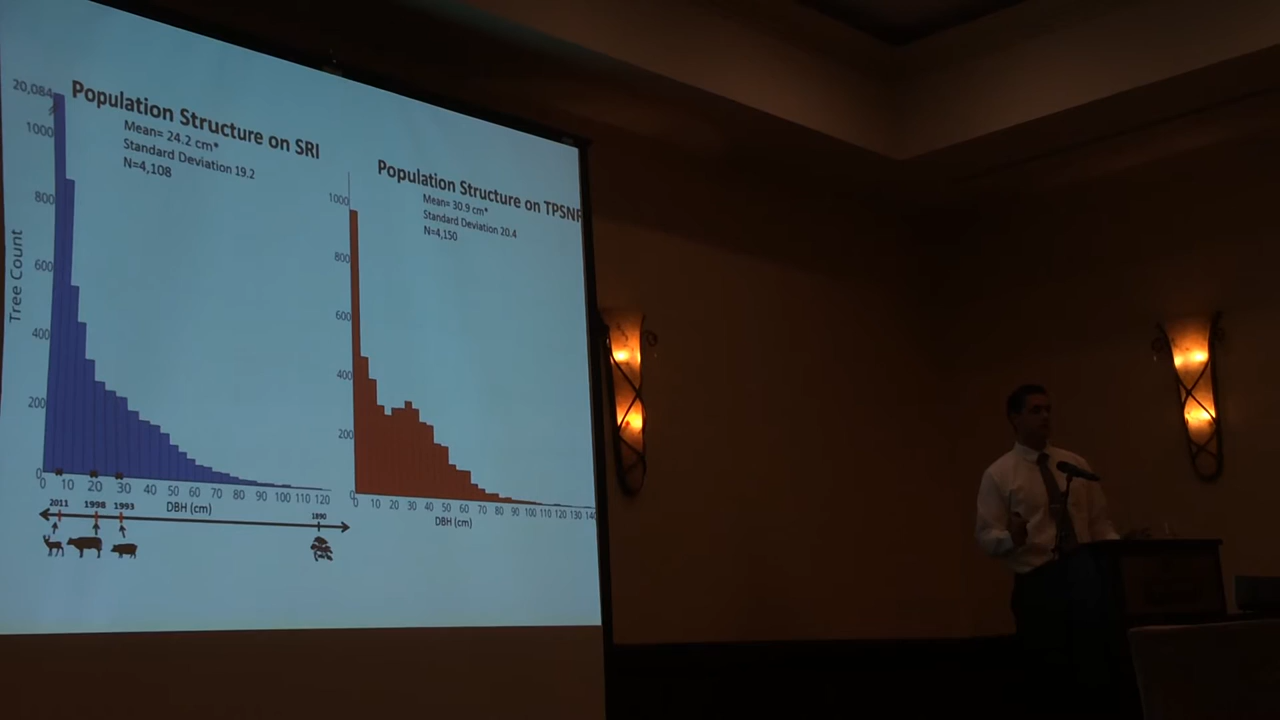 Population Structure on SRI
Mean= 24.2 cm*
Standard Deviation 19.2
N=4,108
20,084
1000
800
600
400
200
0
Tree Count
0 10 20 30 40 50 60 70 80 90 100 110 120
DBH (cm)
2011 1998 1993 1890
Population Structure on TPSNR
Mean= 30.9 cm*
Standard Deviation 20.4
N=4,150
1000
800
600
400
200
0
0 10 20 30 40 50 60 70 80 90 100 110 120 130 140
DBH (cm)